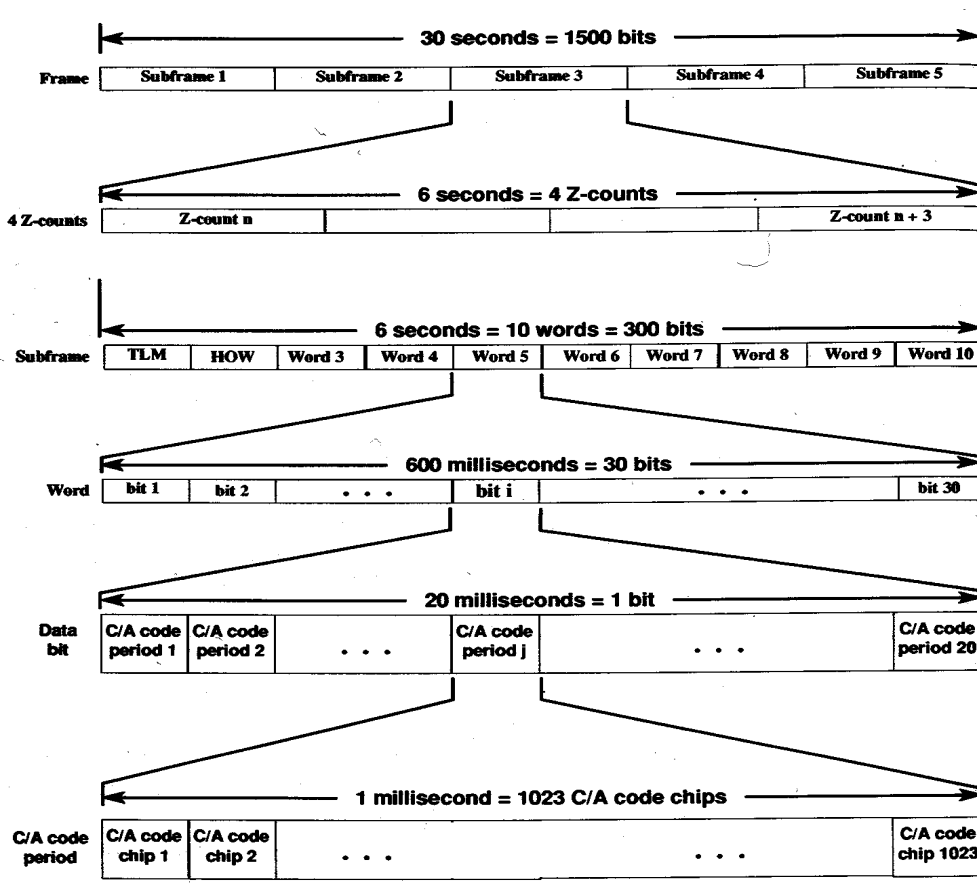 30 seconds = 1500 bits
Frame Subframe 1 Subframe 2 Subframe 3 Subframe 4 Subframe 5
6 seconds = 4 Z-counts
4 Z-counts Z-count n Z-count n + 3
6 seconds = 10 words = 300 bits
Subframe TLM HOW Word 3 Word 4 Word 5 Word 6 Word 7 Word 8 Word 9 Word 10
600 milliseconds = 30 bits
Word bit 1 bit 2 • • • bit i • • • bit 30
20 milliseconds = 1 bit
Data bit
C/A code period 1
C/A code period 2
• • •
C/A code period j
• • •
C/A code period 20
1 millisecond = 1023 C/A code chips
C/A code period
C/A code chip 1
C/A code chip 2
• • •
• • •
C/A code chip 1023